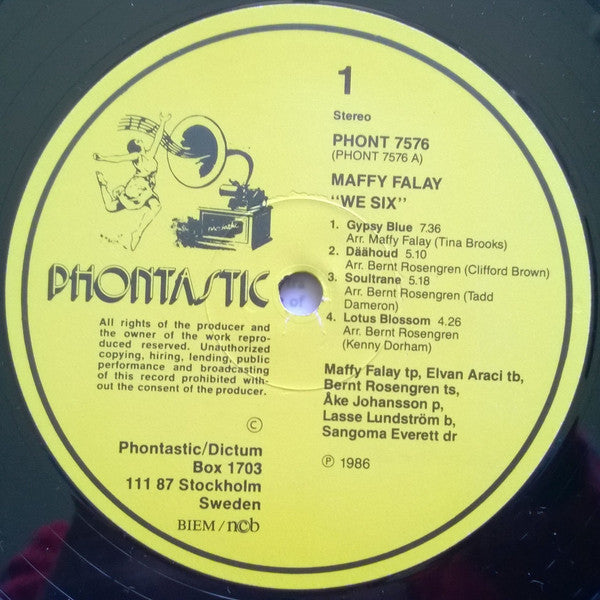 1
Stereo
PHONT 7576
(PHONT 7576 A)
MAFFY FALAY
"WE SIX"
1. Gypsy Blue 7.36
Arr. Maffy Falay (Tina Brooks)
2. Däähoud 5.10
Arr. Bernt Rosengren (Clifford Brown)
3. Soultrane 5.18
Arr. Bernt Rosengren (Tadd
Dameron)
4. Lotus Blossom 4.26
Arr. Bernt Rosengren
(Kenny Dorham)
Maffy Falay tp, Elvan Araci tb,
Bernt Rosengren ts,
Åke Johansson p,
Lasse Lundström b,
Sangoma Everett dr
℗ 1986
PHONTASTIC
All rights of the producer and
the owner of the work repro-
duced reserved. Unauthorized
copying, hiring, lending, public
performance and broadcasting
of this record prohibited with-
out the consent of the producer.
©
Phontastic/Dictum
Box 1703
111 87 Stockholm
Sweden
BIEM/ncb